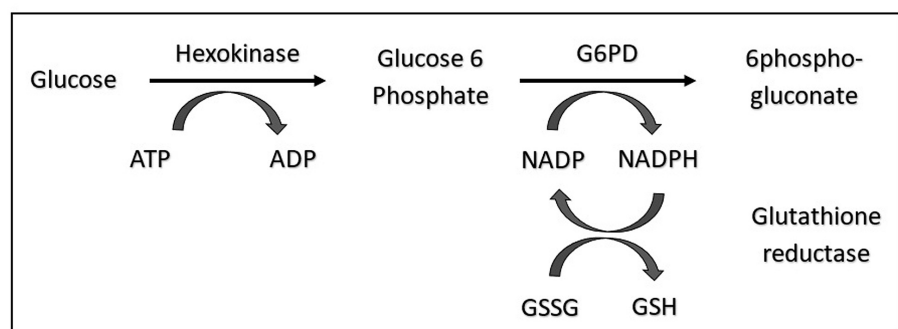 Hexokinase
G6PD
Glucose
Glucose 6
Phosphate
6phospho-
gluconate
ATP
ADP
NADP
NADPH
Glutathione
reductase
GSSG
GSH